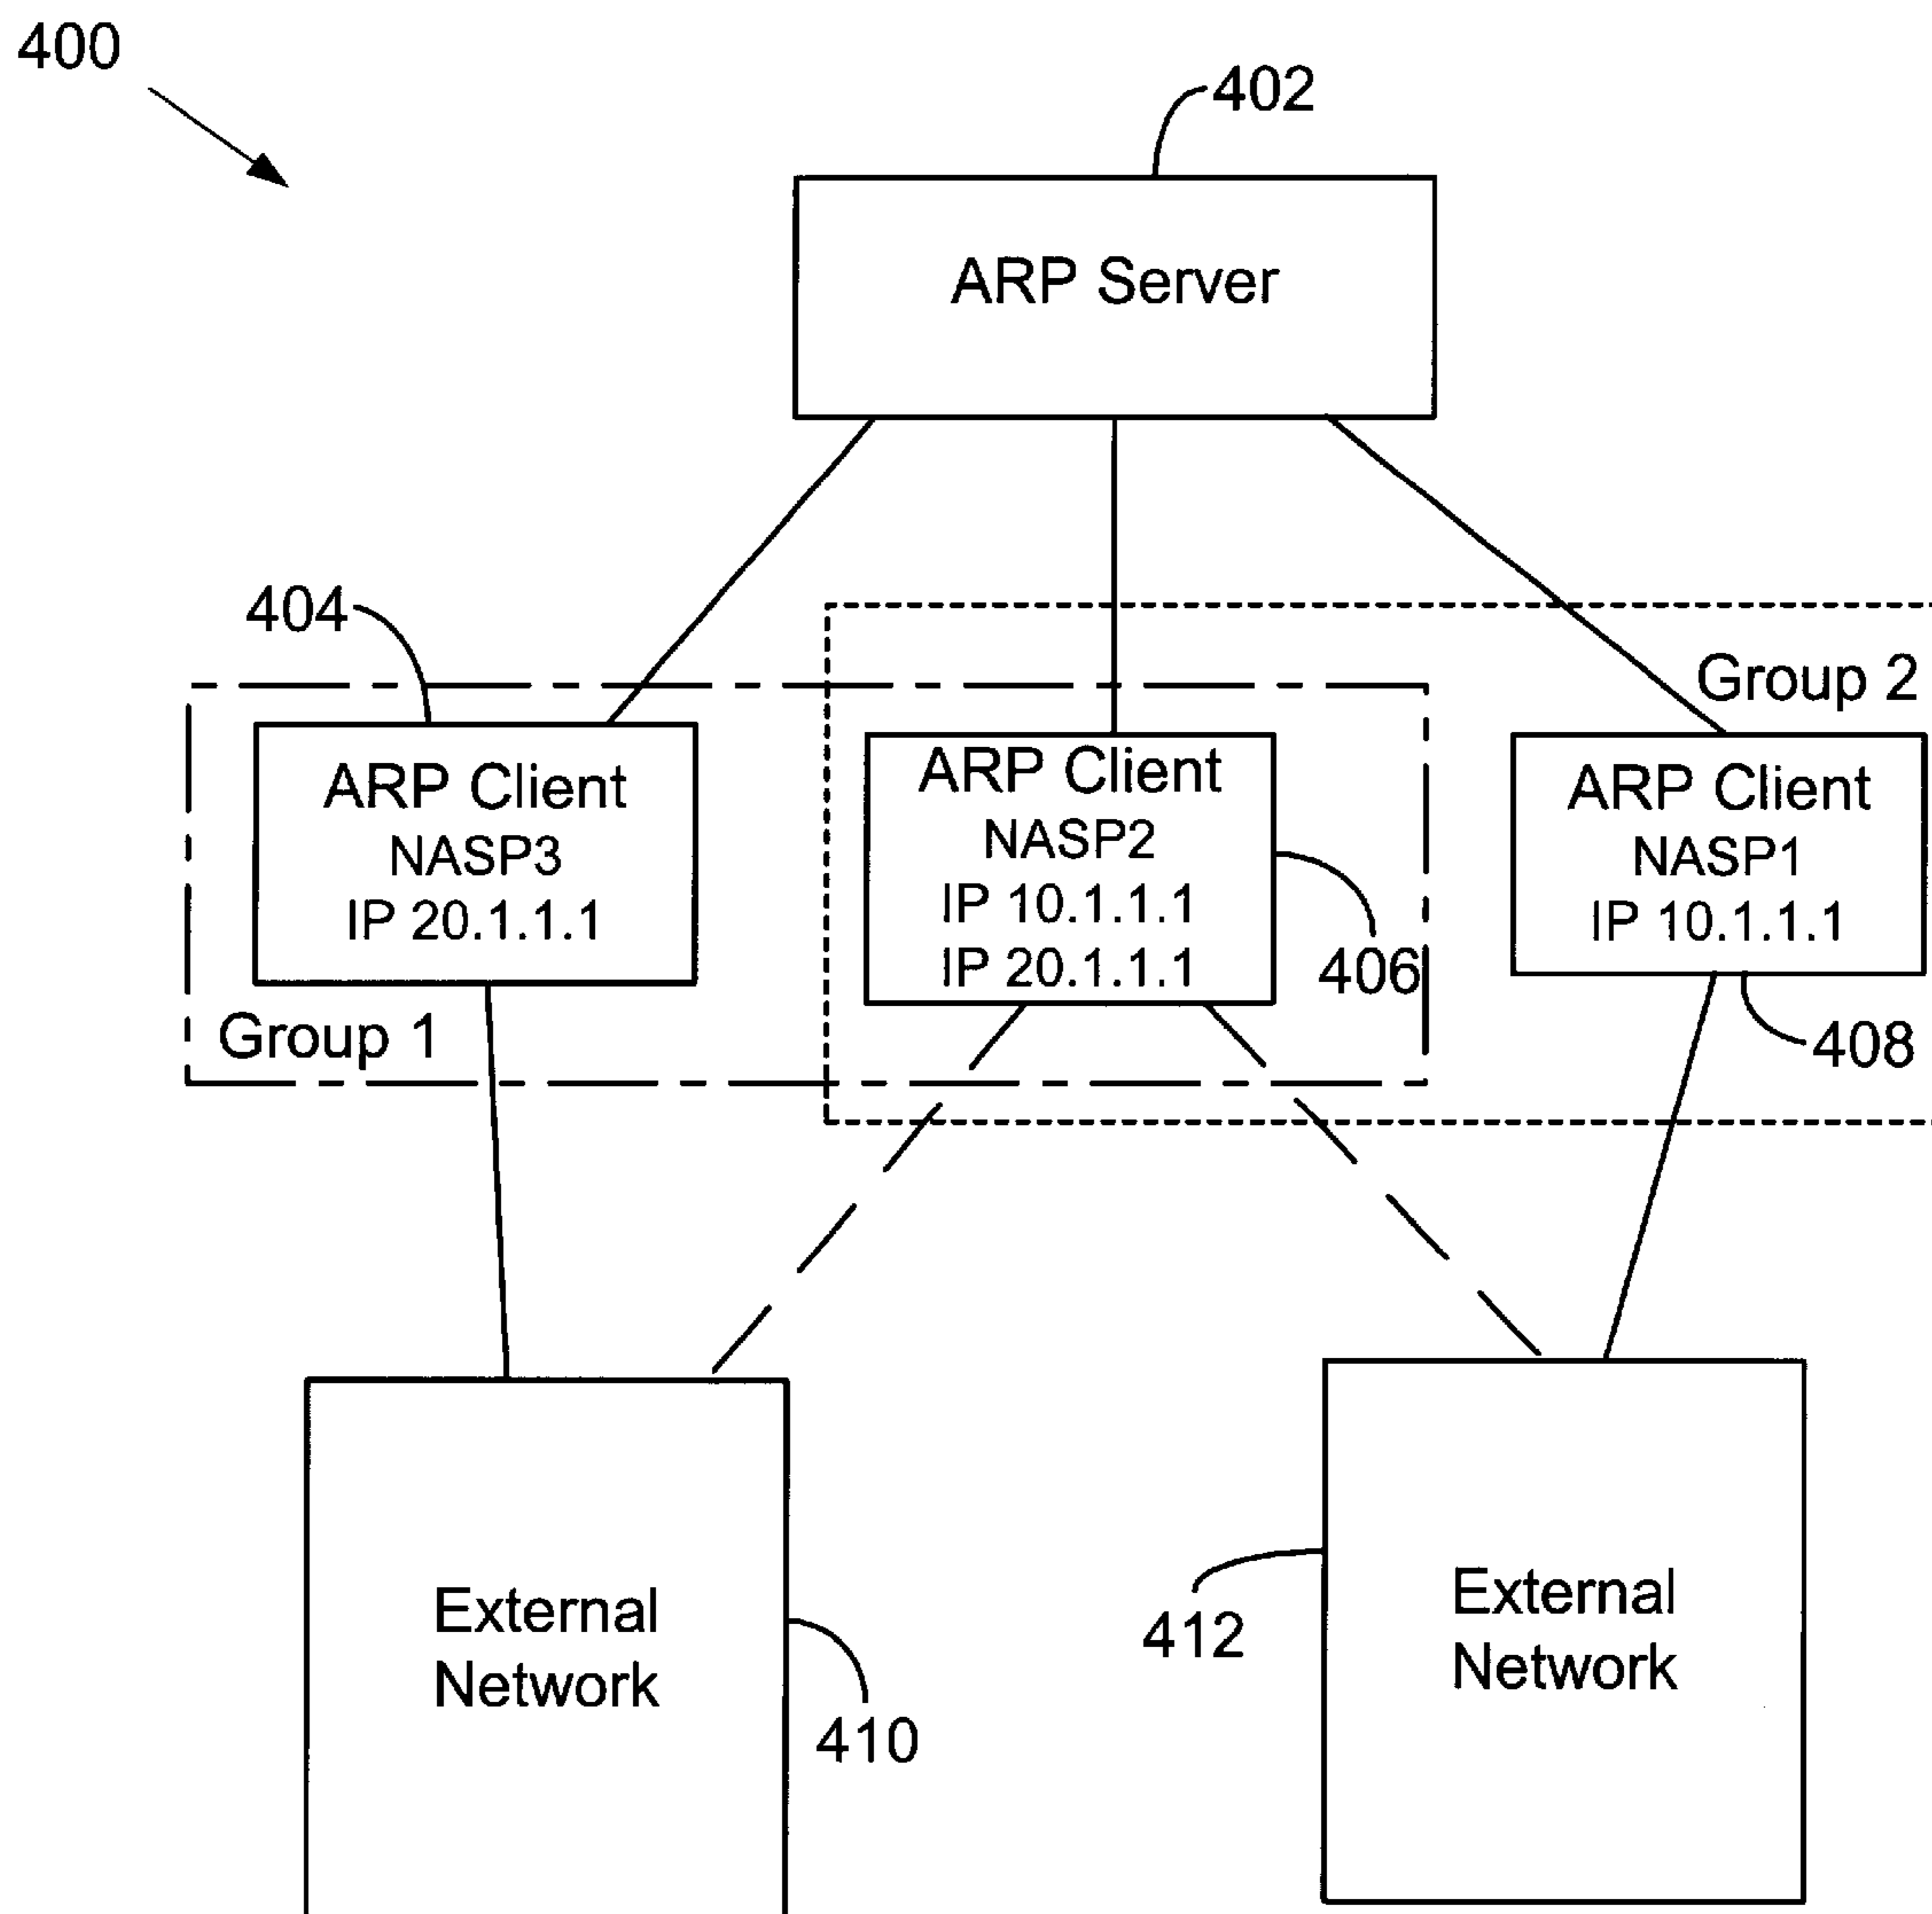 400
402
ARP Server
404
Group 2
ARP Client
NASP3
IP 20.1.1.1
ARP Client
NASP2
IP 10.1.1.1
IP 20.1.1.1
ARP Client
NASP1
IP 10.1.1.1
406
Group 1
408
External
Network
410
External
Network
412